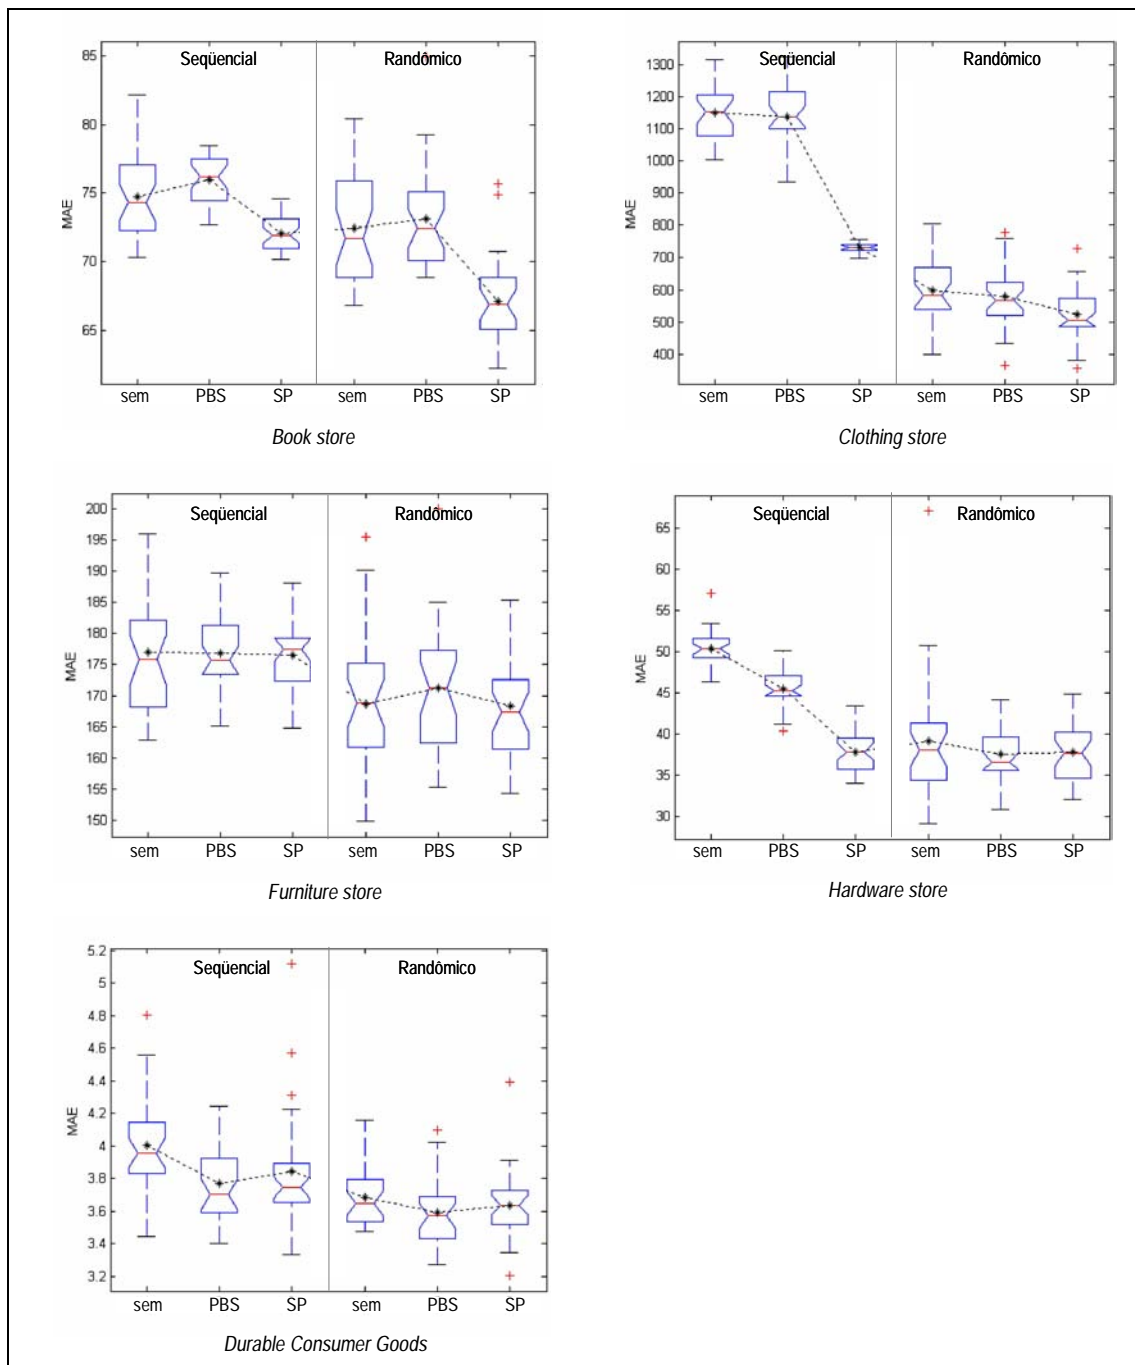 Seqüencial Randômico
85
80
75
70
65
MAE
sem PBS SP sem PBS SP
Book store
Seqüencial Randômico
1300
1200
1100
1000
900
800
700
600
500
400
MAE
sem PBS SP sem PBS SP
Clothing store
Seqüencial Randômico
200
195
190
185
180
175
170
165
160
155
150
MAE
sem PBS SP sem PBS SP
Furniture store
Seqüencial Randômico
65
60
55
50
45
40
35
30
MAE
sem PBS SP sem PBS SP
Hardware store
Seqüencial Randômico
5.2
5
4.8
4.6
4.4
4.2
4
3.8
3.6
3.4
3.2
MAE
sem PBS SP sem PBS SP
Durable Consumer Goods